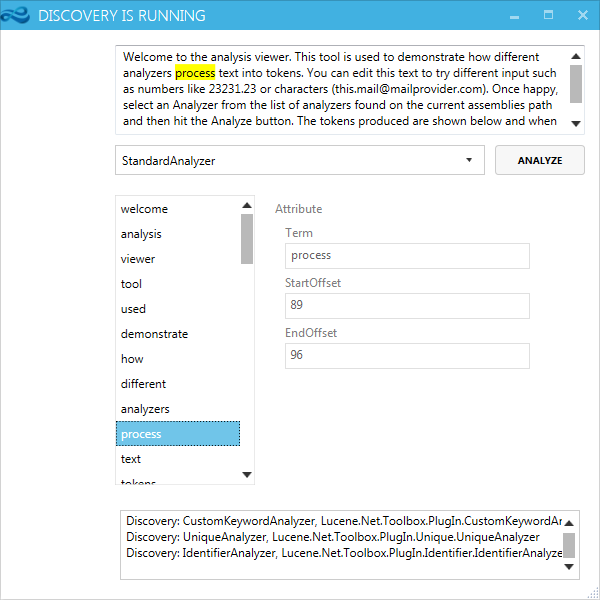 DISCOVERY IS RUNNING
Welcome to the analysis viewer. This tool is used to demonstrate how different
analyzers process text into tokens. You can edit this text to try different input such
as numbers like 23231.23 or characters (this.mail@mailprovider.com). Once happy,
select an Analyzer from the list of analyzers found on the current assemblies path
and then hit the Analyze button. The tokens produced are shown below and when
StandardAnalyzer
ANALYZE
welcome
analysis
viewer
tool
used
demonstrate
how
different
analyzers
process
text
tokens
Attribute
Term
process
StartOffset
89
EndOffset
96
Discovery: CustomKeywordAnalyzer, Lucene.Net.Toolbox.PlugIn.CustomKeywordAr
Discovery: UniqueAnalyzer, Lucene.Net.Toolbox.PlugIn.Unique.UniqueAnalyzer
Discovery: IdentifierAnalyzer, Lucene.Net.Toolbox.PlugIn.Identifier.IdentifierAnalyze